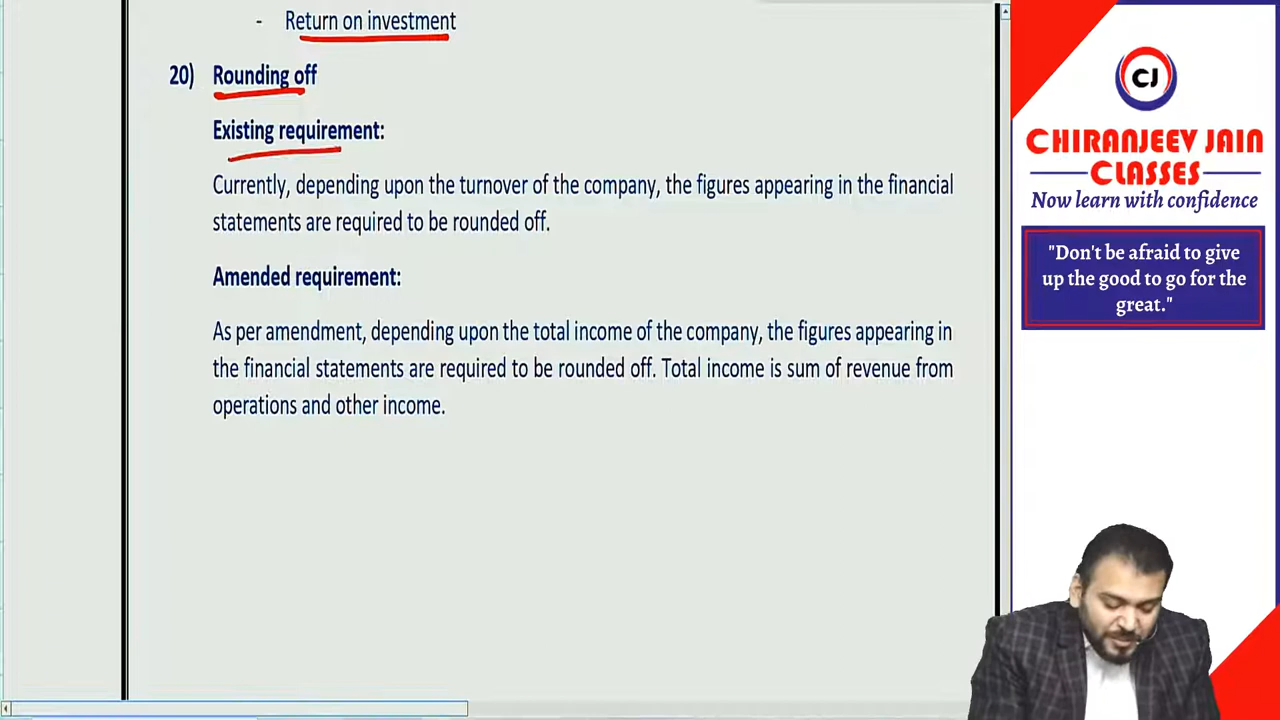 - Return on investment
20) Rounding off
Existing requirement:
Currently, depending upon the turnover of the company, the figures appearing in the financial
statements are required to be rounded off.
Amended requirement:
As per amendment, depending upon the total income of the company, the figures appearing in
the financial statements are required to be rounded off. Total income is sum of revenue from
operations and other income.
CJ
CHIRANJEEV JAIN
CLASSES
Now learn with confidence
"Don't be afraid to give
up the good to go for the
great."